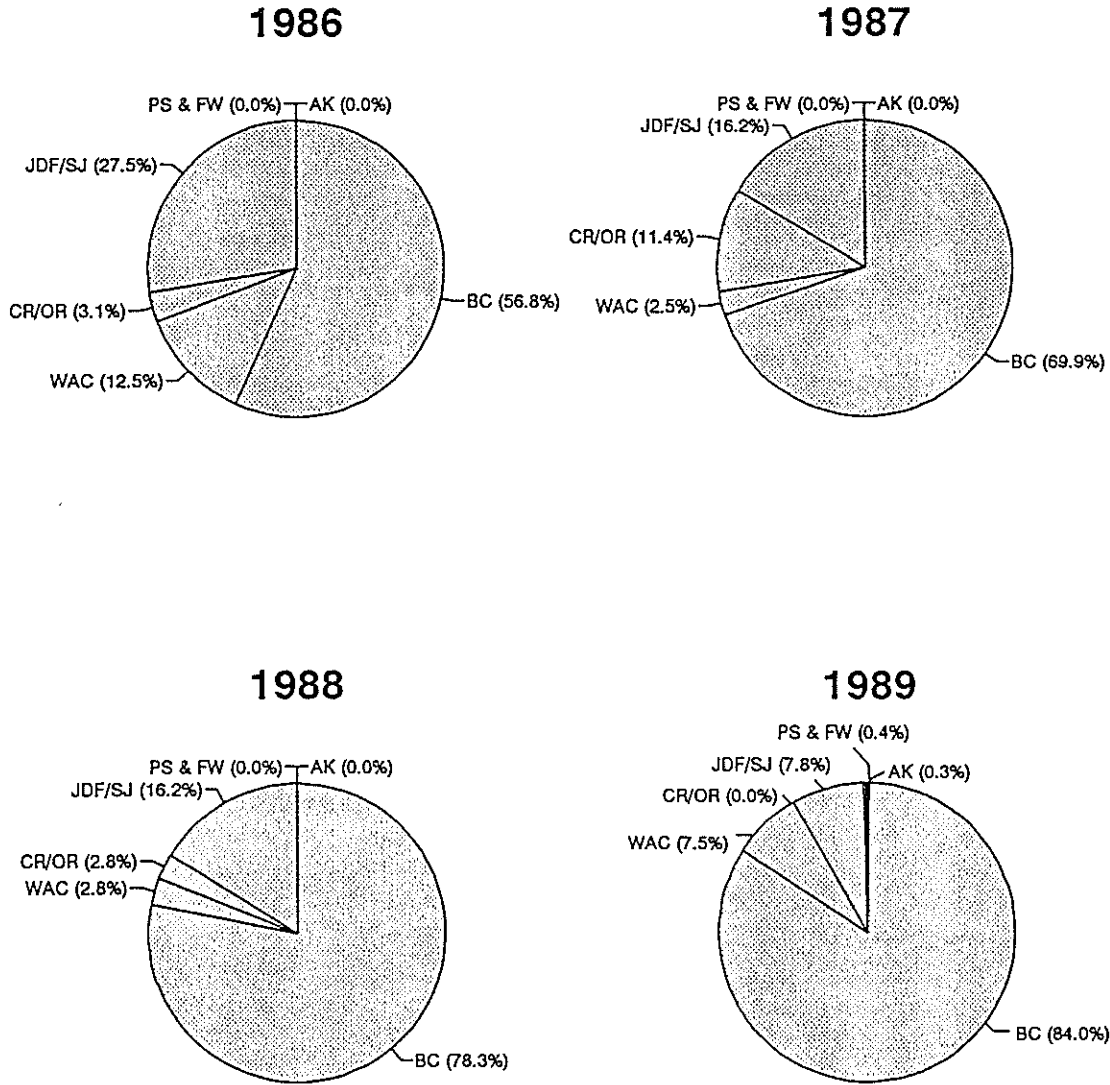 1986
PS & FW (0.0%) AK (0.0%)
JDF/SJ (27.5%)
CR/OR (3.1%)
BC (56.8%)
WAC (12.5%)
1987
PS & FW (0.0%) AK (0.0%)
JDF/SJ (16.2%)
CR/OR (11.4%)
WAC (2.5%)
BC (69.9%)
1988
PS & FW (0.0%) AK (0.0%)
JDF/SJ (16.2%)
CR/OR (2.8%)
WAC (2.8%)
BC (78.3%)
1989
PS & FW (0.4%)
JDF/SJ (7.8%) AK (0.3%)
CR/OR (0.0%)
WAC (7.5%)
BC (84.0%)